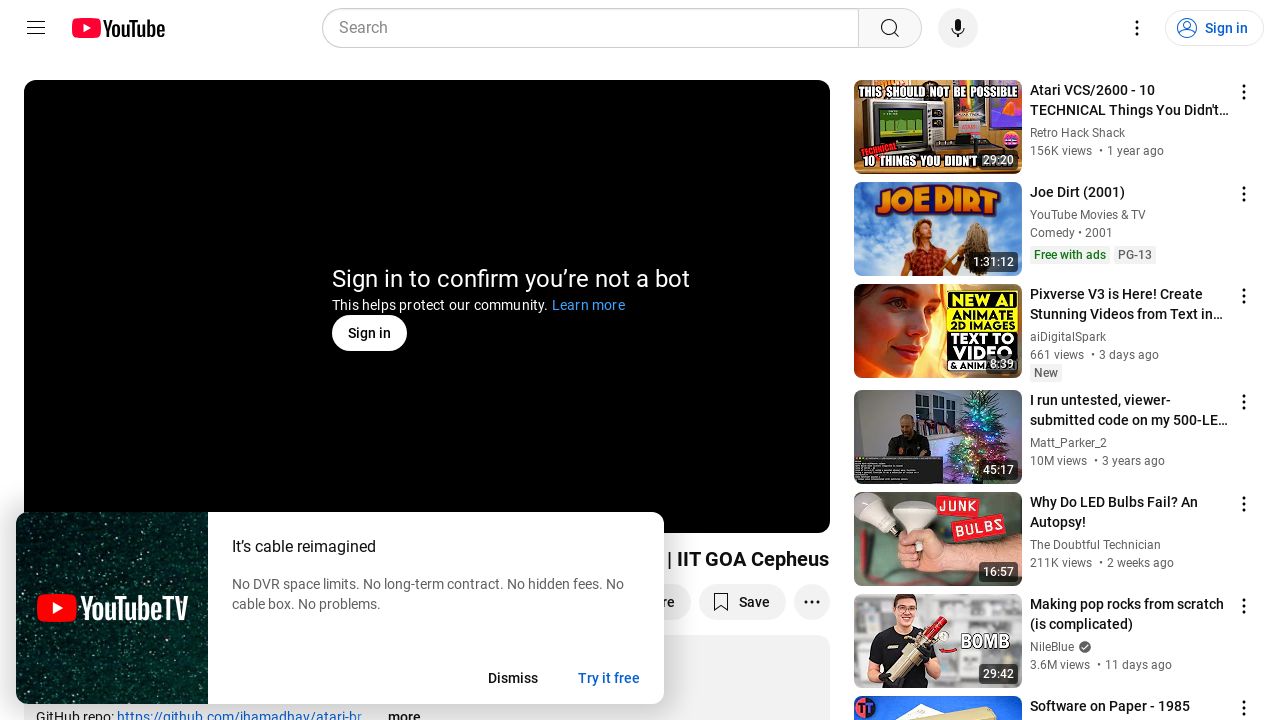 YouTube
Search
Sign in
Sign in to confirm you're not a bot
This helps protect our community. Learn more
Sign in
| IIT GOA Cepheus
re
Save
YouTubeTV
It's cable reimagined
No DVR space limits. No long-term contract. No hidden fees. No
cable box. No problems.
Dismiss
Try it free
GitHub repo: https://github.com/jhamadhav/atari-br
...more
THIS SHOULD NOT BE POSSIBLE
TECHNICAL
10 THINGS YOU DIDN'T
29:20
Atari VCS/2600 - 10
TECHNICAL Things You Didn't...
Retro Hack Shack
156K views • 1 year ago
JOE DIRT
1:31:12
Joe Dirt (2001)
YouTube Movies & TV
Comedy • 2001
Free with ads
PG-13
NEW AI
ANIMATE
2D IMAGES
TEXT TO
VIDEO
& ANIMATE
8:39
Pixverse V3 is Here! Create
Stunning Videos from Text in...
aiDigitalSpark
661 views • 3 days ago
New
45:17
I run untested, viewer-
submitted code on my 500-LE...
Matt_Parker_2
10M views • 3 years ago
JUNK
BULBS
16:57
Why Do LED Bulbs Fail? An
Autopsy!
The Doubtful Technician
211K views • 2 weeks ago
BOMB
29:42
Making pop rocks from scratch
(is complicated)
NileBlue
3.6M views • 11 days ago
Software on Paper - 1985